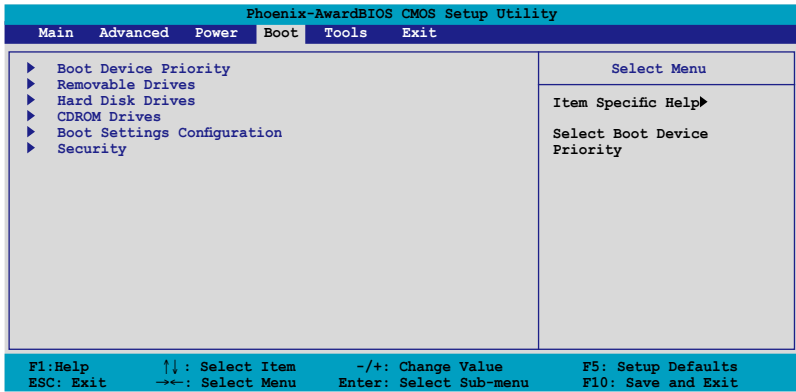 Phoenix-AwardBIOS CMOS Setup Utility
Main Advanced Power Boot Tools Exit
Boot Device Priority
Removable Drives
Hard Disk Drives
CDROM Drives
Boot Settings Configuration
Security
Select Menu
Item Specific Help
Select Boot Device
Priority
F1:Help ↑↓: Select Item -/+: Change Value F5: Setup Defaults
ESC: Exit →←: Select Menu Enter: Select Sub-menu F10: Save and Exit